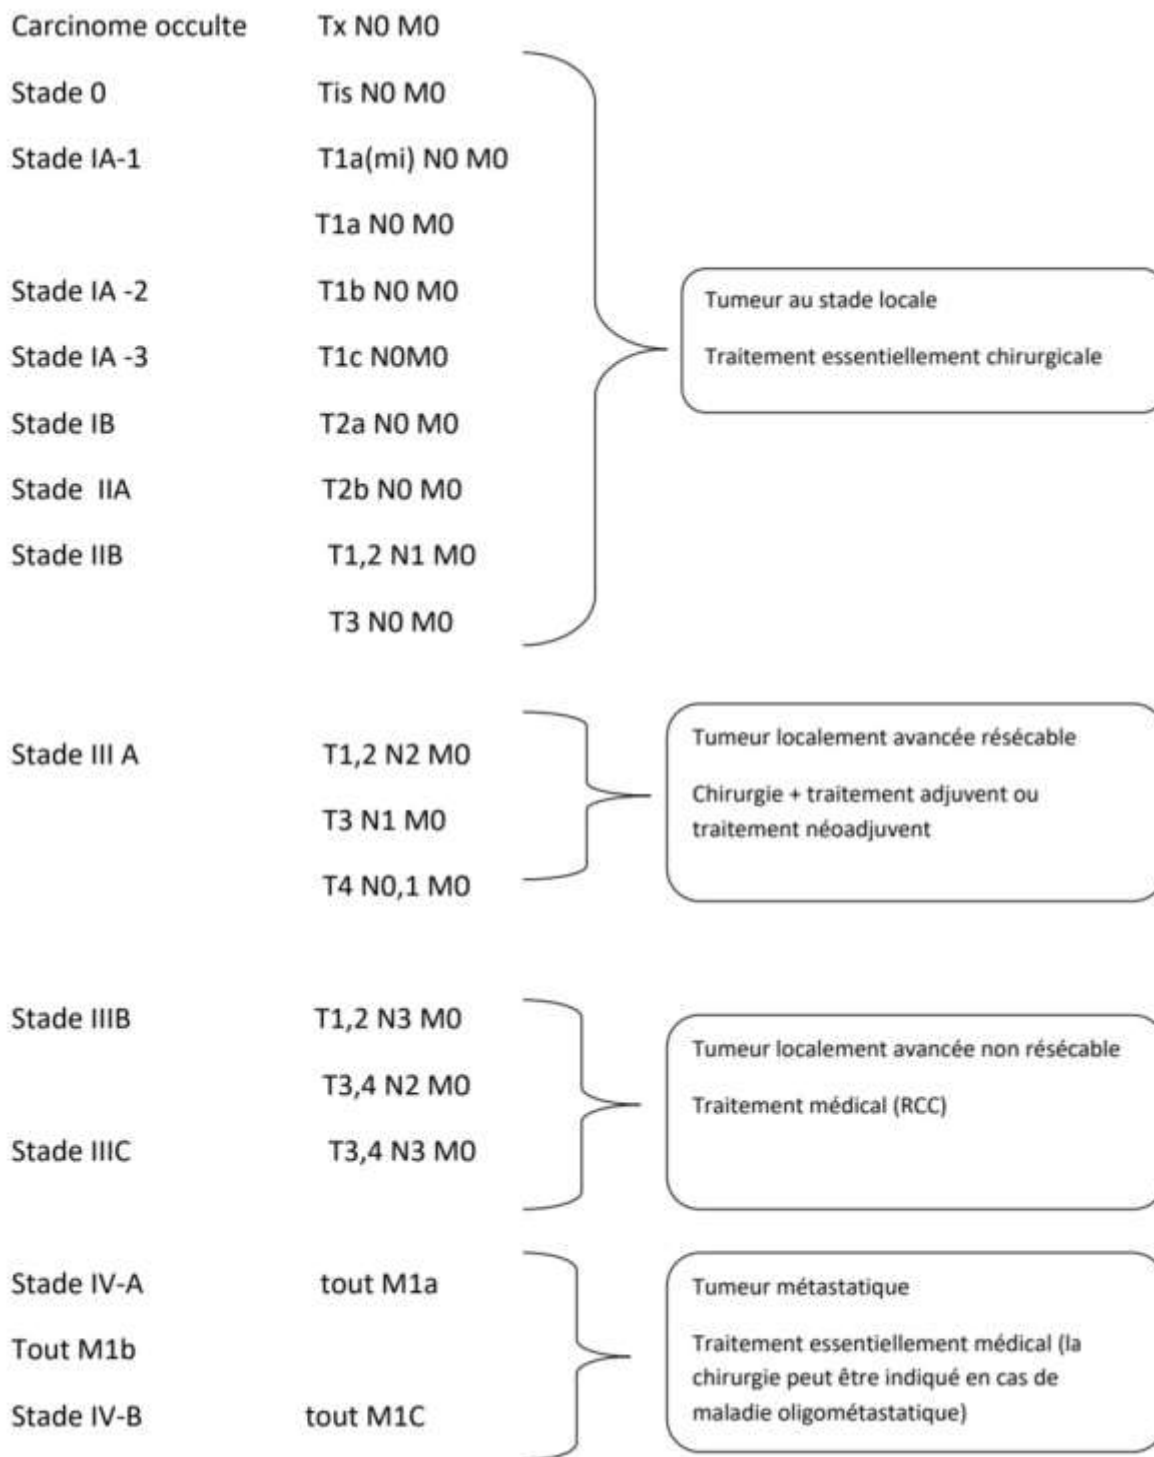 Carcinome occulte Tx N0 M0
Stade 0 Tis N0 M0
Stade IA-1 T1a(mi) N0 M0
T1a N0 M0
Stade IA -2 T1b N0 M0
Stade IA -3 T1c N0M0
Stade IB T2a N0 M0
Stade IIA T2b N0 M0
Stade IIB T1,2 N1 M0
T3 N0 M0
Tumeur au stade locale
Traitement essentiellement chirurgicale
Stade III A T1,2 N2 M0
T3 N1 M0
T4 N0,1 M0
Tumeur localement avancée résécable
Chirurgie + traitement adjuvent ou
traitement néoadjuvent
Stade IIIB T1,2 N3 M0
T3,4 N2 M0
Stade IIIC T3,4 N3 M0
Tumeur localement avancée non résécable
Traitement médical (RCC)
Stade IV-A tout M1a
Tout M1b
Stade IV-B tout M1C
Tumeur métastatique
Traitement essentiellement médical (la
chirurgie peut être indiqué en cas de
maladie oligométastatique)